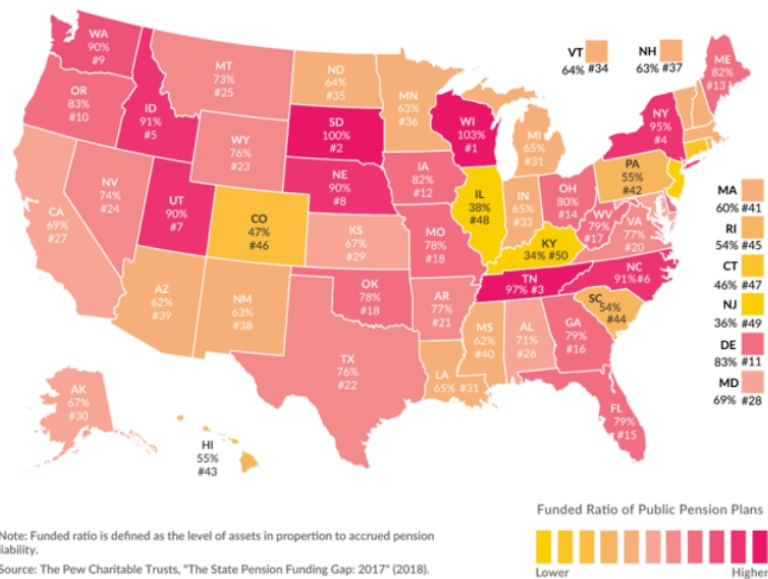 WA
90%
#9
OR
83%
#10
CA
69%
#27
NV
74%
#24
ID
91%
#5
MT
73%
#25
WY
76%
#23
UT
90%
#7
CO
47%
#46
AZ
62%
#39
NM
63%
#38
ND
64%
#35
SD
100%
#2
NE
90%
#8
KS
67%
#29
OK
78%
#18
TX
76%
#22
MN
63%
#36
IA
82%
#12
MO
78%
#18
AR
77%
#21
LA
65% #31
WI
103%
#1
IL
38%
#48
MI
65%
#31
IN
65%
#33
OH
80%
#14
KY
34% #50
TN
97% #3
MS
62%
#40
AL
71%
#26
GA
79%
#16
FL
79%
#15
SC
54%
#44
NC
91%#6
VA
77%
#20
WV
79%
#17
PA
55%
#42
NY
95%
#4
ME
82%
#13
VT
64% #34
NH
63% #37
MA
60% #41
RI
54% #45
CT
46% #47
NJ
36% #49
DE
83% #11
MD
69% #28
AK
67%
#30
HI
55%
#43
Funded Ratio of Public Pension Plans
Lower
Higher
Note: Funded ratio is defined as the level of assets in proportion to accrued pension
iability.
Source: The Pew Charitable Trusts, "The State Pension Funding Gap: 2017" (2018).